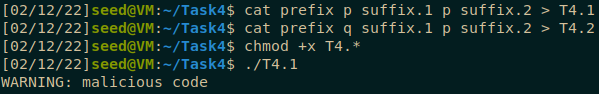 [02/12/22]seed@VM:~/Task4$ cat prefix p suffix.1 p suffix.2 > T4.1
[02/12/22]seed@VM:~/Task4$ cat prefix q suffix.1 p suffix.2 > T4.2
[02/12/22]seed@VM:~/Task4$ chmod +x T4.*
[02/12/22]seed@VM:~/Task4$ ./T4.1
WARNING: malicious code